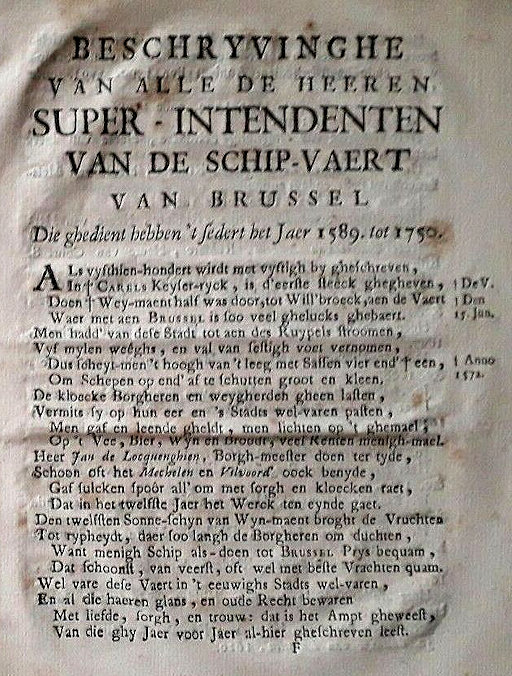 BESCHRYVINGHE
VAN ALLE DE HEEREN
SUPER-INTENDENTEN
VAN DE SCHIP-VAERT
VAN BRUSSEL
Die ghedient hebben 't sedert het Jaer 1589. tot 1750.
ALs vyfthien-hondert wirdt met vyftigh by gheschreven,
In † CARELS Keyser-ryck, is d'eerste steeck ghegheven, † De V.
Doen † Wey-maent half was door, tot Will'broeck, aen de Vaert † Den
Waer met aen BRUSSEL is soo veel ghelucks ghebaert. 15 Jun.
Men hadd' van dese Stadt tot aen des Ruypels stroomen,
Vyf mylen weeghs, en val van sestigh voet vernomen,
Dus scheyt-men 't hoogh van 't leeg met Sassen vier end' † een, † Anno
Om Schepen op end' af te schutten groot en kleen. 1572.
De kloecke Borgheren en weygherden gheen lasten,
Vermits sy op hun eer en 's Stadts wel-varen pasten,
Men gaf en leende gheldt, men lichten op 't ghemael;
Op 't Vee, Bier, Wyn en Broodt, veel Renten menigh-mael.
Heer Jan de Locquenghien, Borgh-meester doen ter tyde,
Schoon oft het Mechelen en Vilvoord' oock benyde,
Gaf sulcken spoôr all' om met sorgh en kloecken raet,
Dat in het twelfste Jaer het Werck ten eynde gaet.
Den twelfsten Sonne-schyn van Wyn-maent broght de Vruchten
Tot rypheydt, daer soo langh de Borgheren om duchten,
Want menigh Schip als-doen tot BRUSSEL Prys bequam,
Dat schoonst, van veerst, oft wel met beste Vrachten quam.
Wel vare dese Vaert in 't eeuwighs Stadts wel-varen,
En al die haeren glans, en oude Recht bewaren
Met liefde, sorgh, en trouw: dat is het Ampt gheweest,
Van die ghy Jaer voor Jaer al-hier gheschreven leest.
F